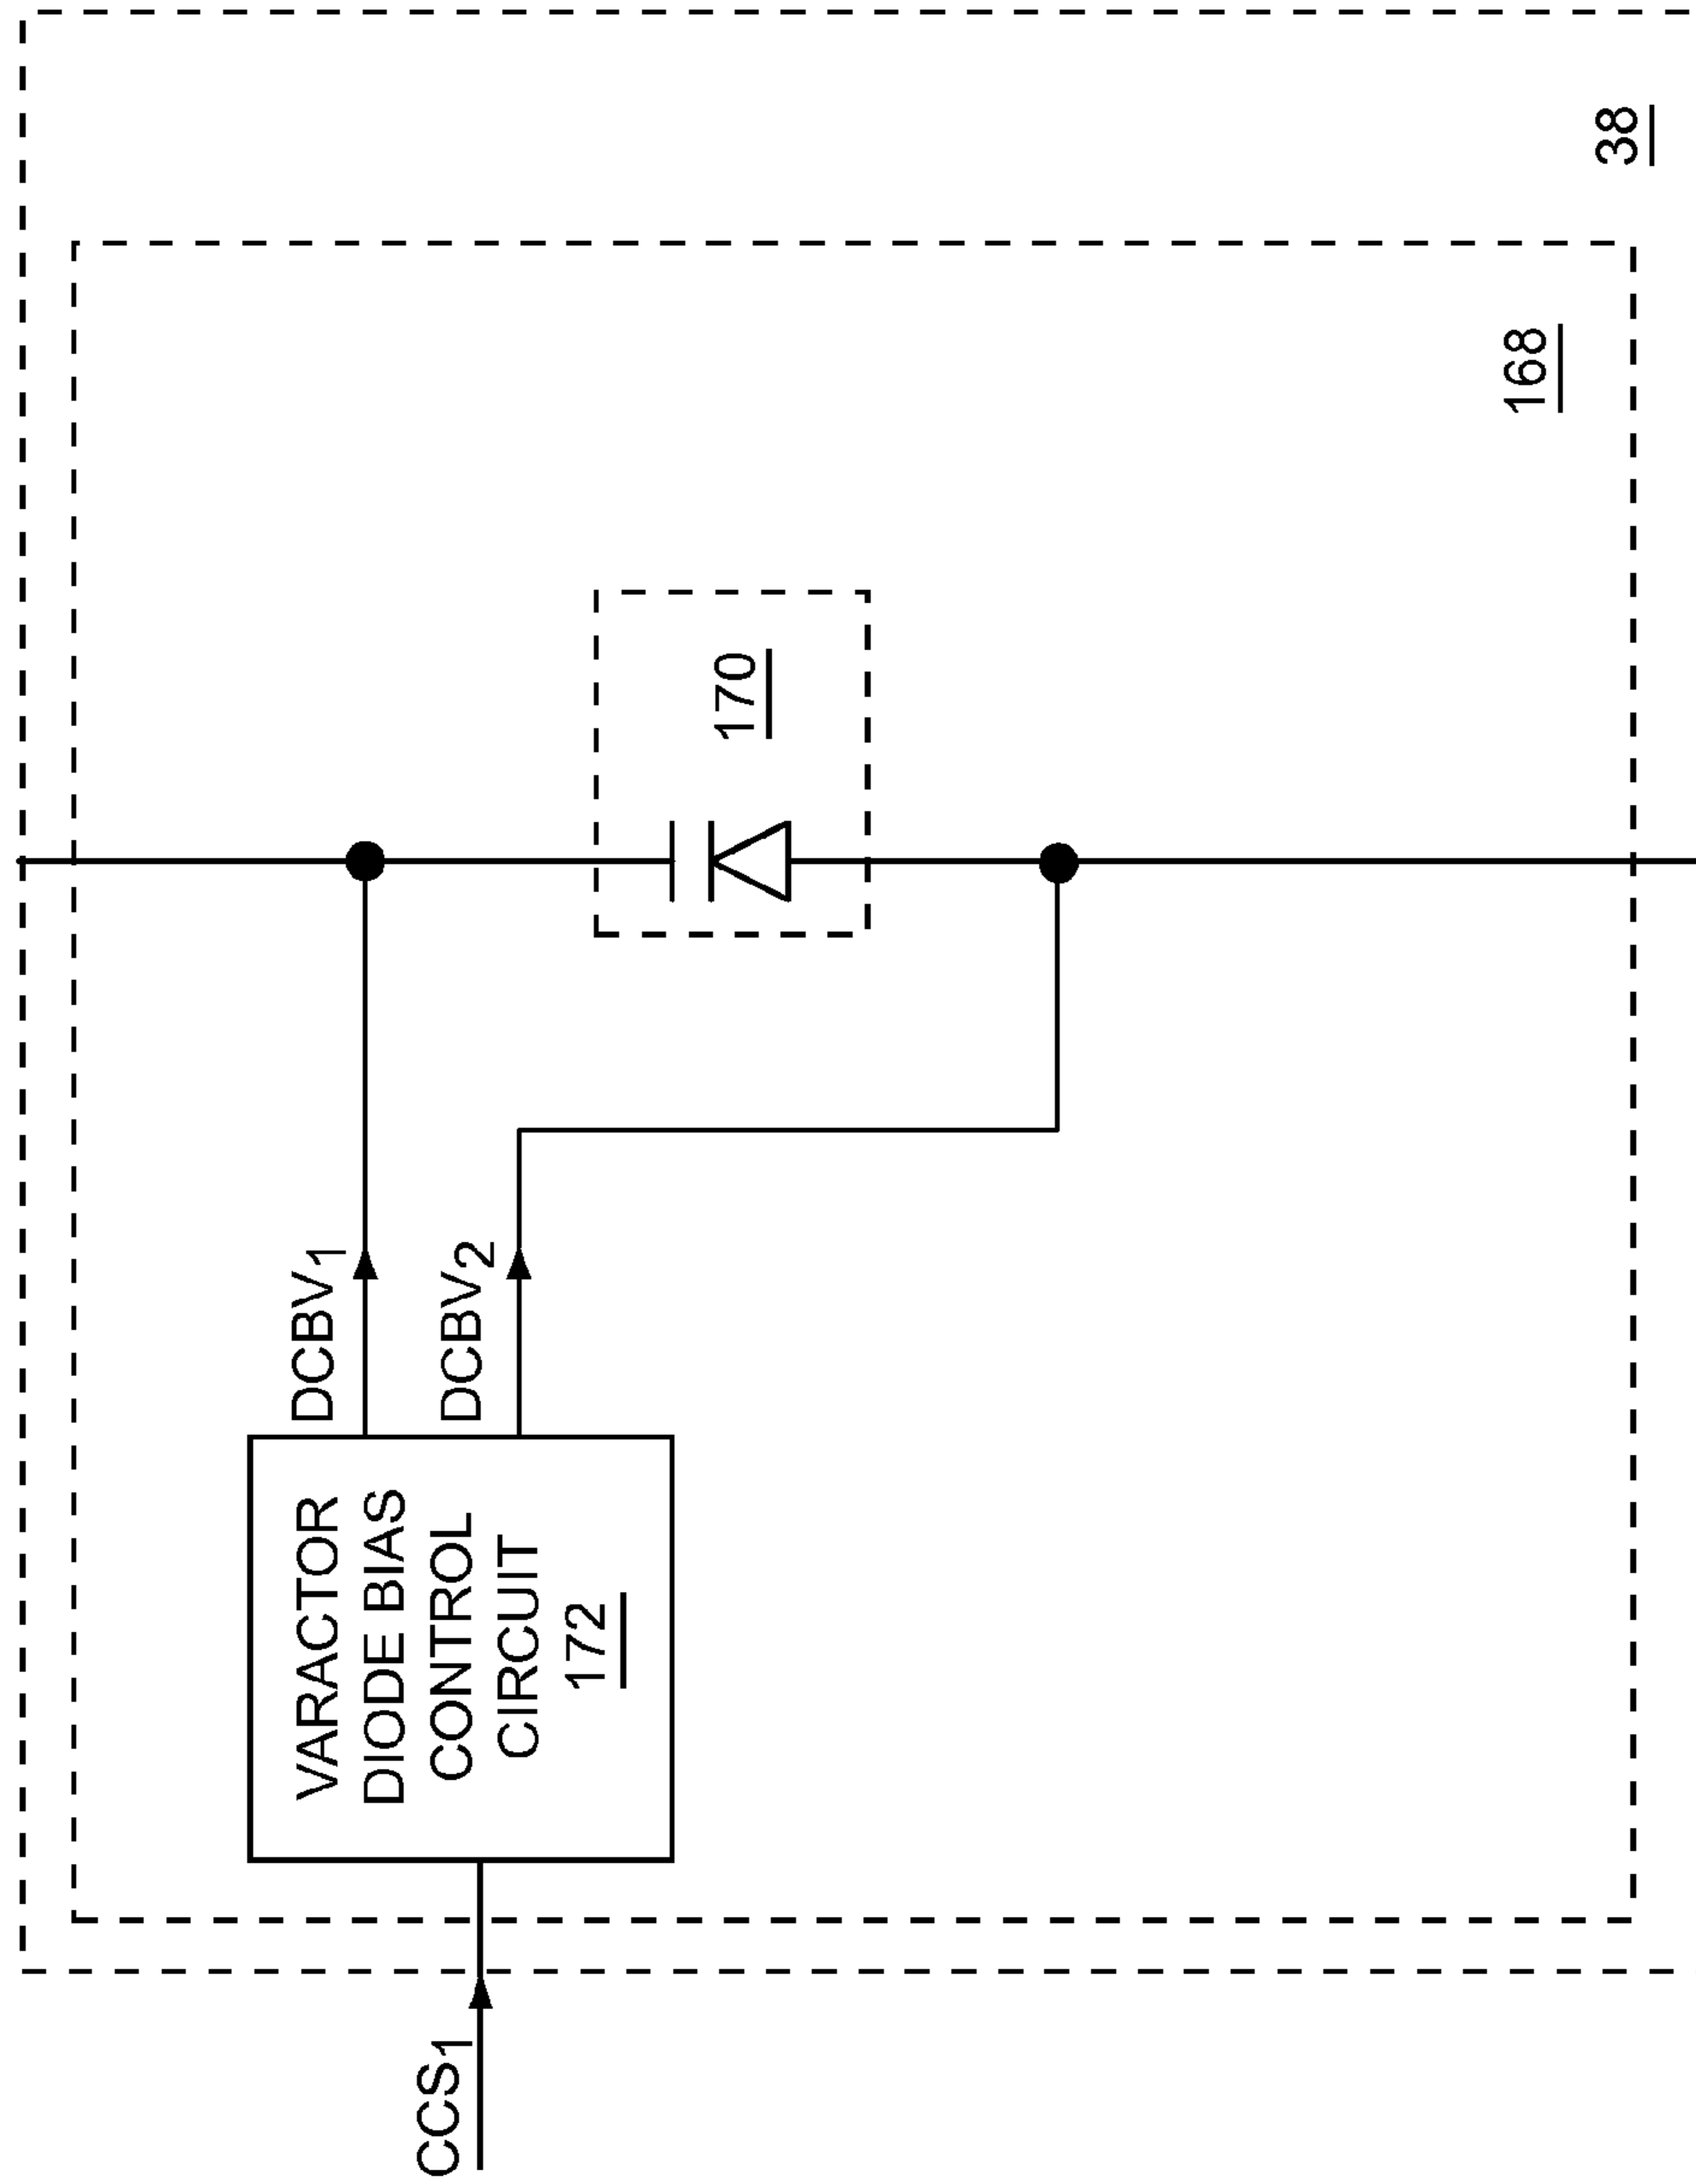 CCS1
VARACTOR
DIODE BIAS
CONTROL
CIRCUIT
172
DCBV1
DCBV2
170
168
38